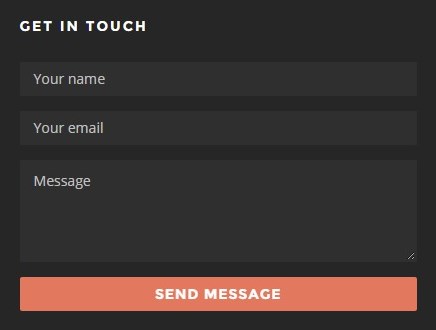 GET IN TOUCH
Your name
Your email
Message
SEND MESSAGE